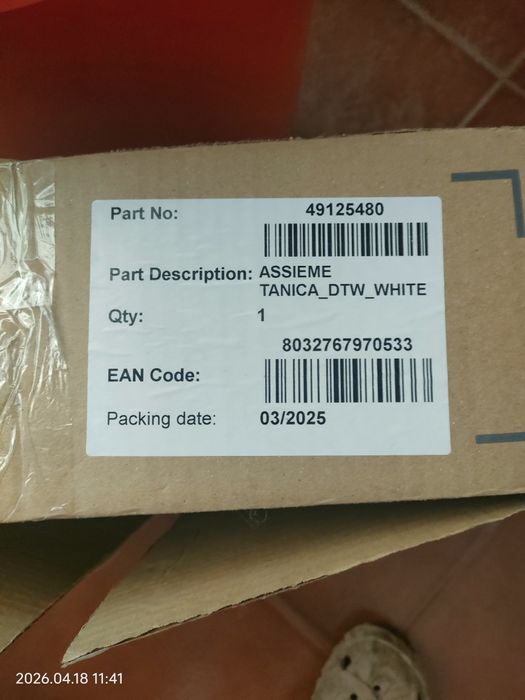 Part No: 49125480
Part Description: ASSIEME
TANICA_DTW_WHITE
Qty: 1
8032767970533
EAN Code:
Packing date: 03/2025
2026.04.18 11:41